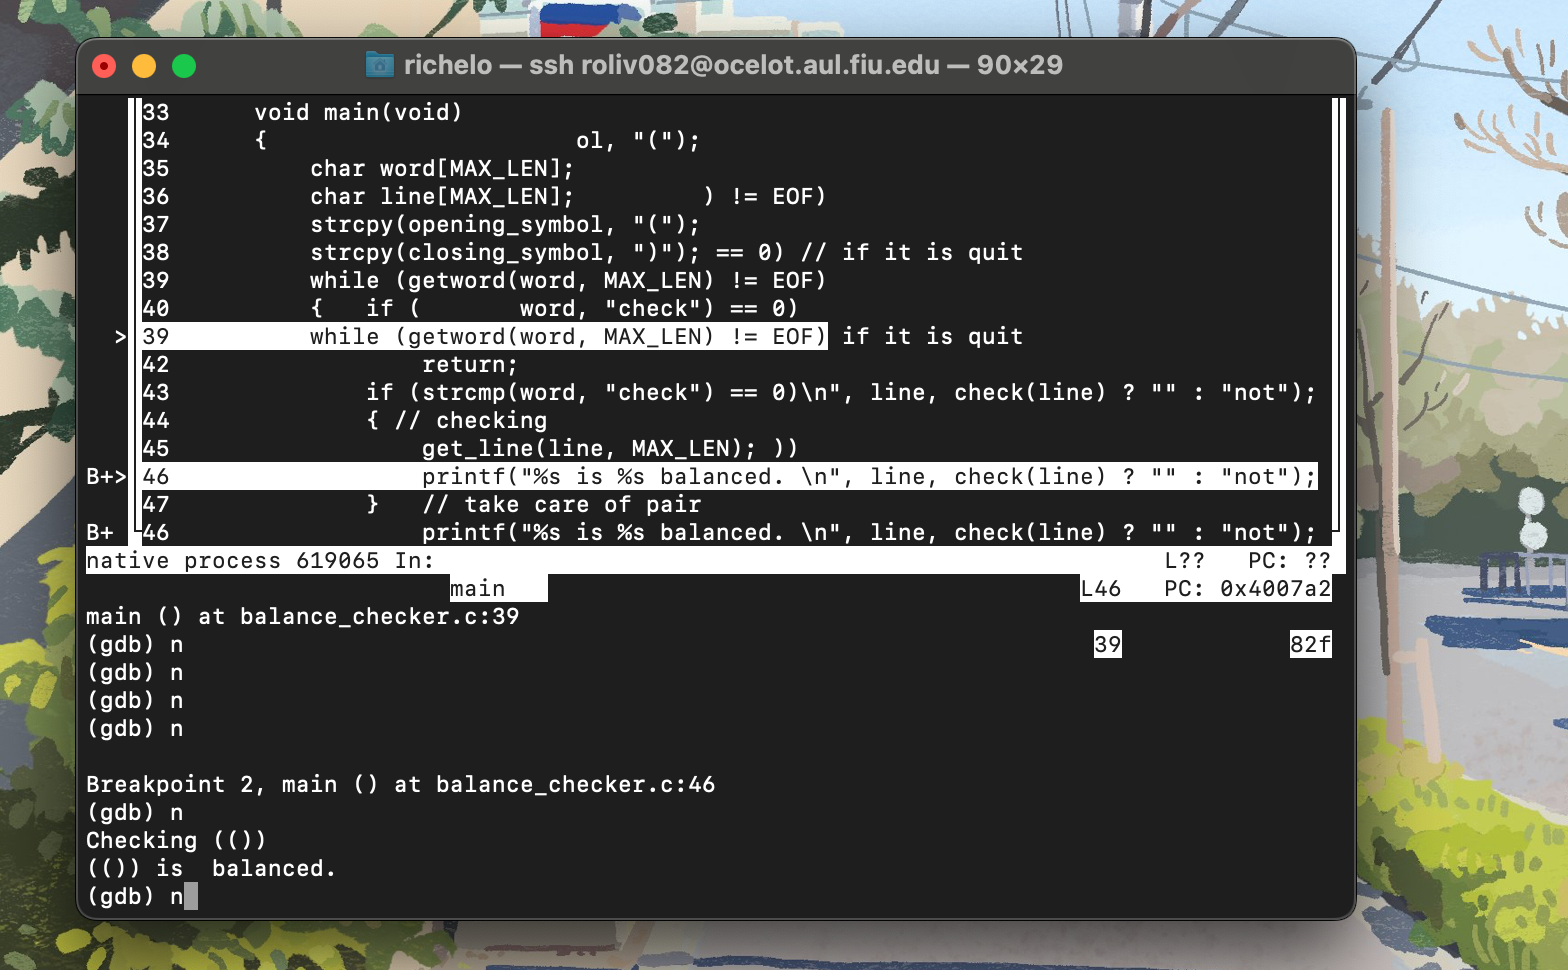 richelo — ssh roliv082@ocelot.aul.fiu.edu — 90×29
33      void main(void)
34      {                      ol, "(");
35          char word[MAX_LEN];
36          char line[MAX_LEN];         ) != EOF)
37          strcpy(opening_symbol, "(");
38          strcpy(closing_symbol, ")"); == 0) // if it is quit
39          while (getword(word, MAX_LEN) != EOF)
40          {   if (       word, "check") == 0)
> 39          while (getword(word, MAX_LEN) != EOF) if it is quit
42                  return;
43              if (strcmp(word, "check") == 0)\n", line, check(line) ? "" : "not");
44              { // checking
45                  get_line(line, MAX_LEN); ))
B+> 46                  printf("%s is %s balanced. \n", line, check(line) ? "" : "not");
47              }   // take care of pair
B+ 46                  printf("%s is %s balanced. \n", line, check(line) ? "" : "not");
native process 619065 In:                                                    L??   PC: ??
main                                         L46   PC: 0x4007a2
main () at balance_checker.c:39
(gdb) n                                                                 39            82f
(gdb) n
(gdb) n
(gdb) n
Breakpoint 2, main () at balance_checker.c:46
(gdb) n
Checking (())
(()) is  balanced.
(gdb) n